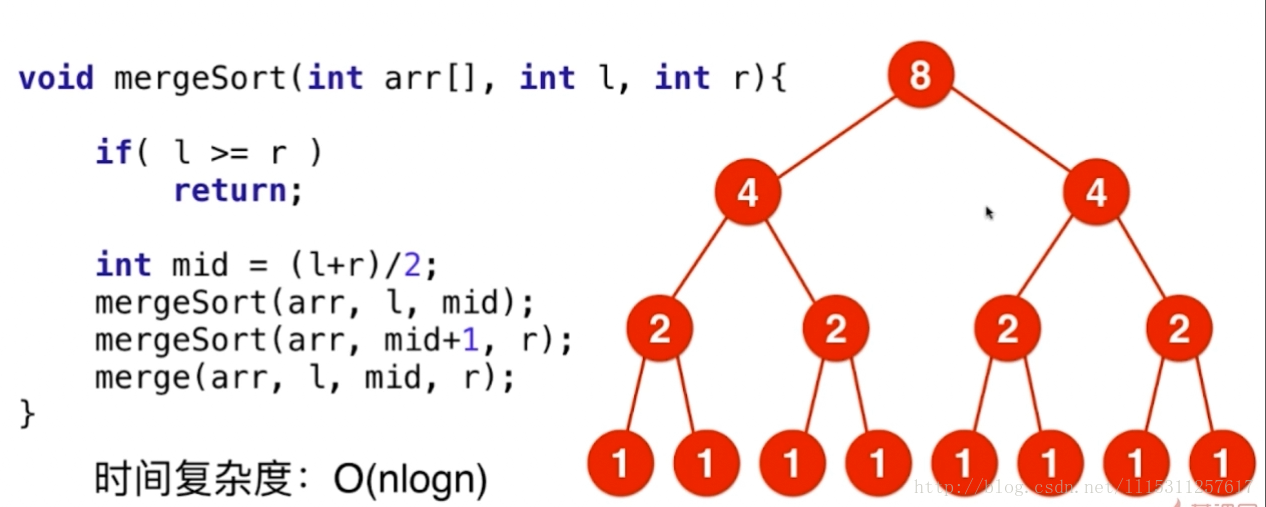 void mergeSort(int arr[], int l, int r){
if( l >= r )
return;
int mid = (l+r)/2;
mergeSort(arr, l, mid);
mergeSort(arr, mid+1, r);
merge(arr, l, mid, r);
}
时间复杂度：O(nlogn)
8
4 4
2 2 2 2
1 1 1 1 1 1 1 1
http://blog.csdn.net/l115311257617